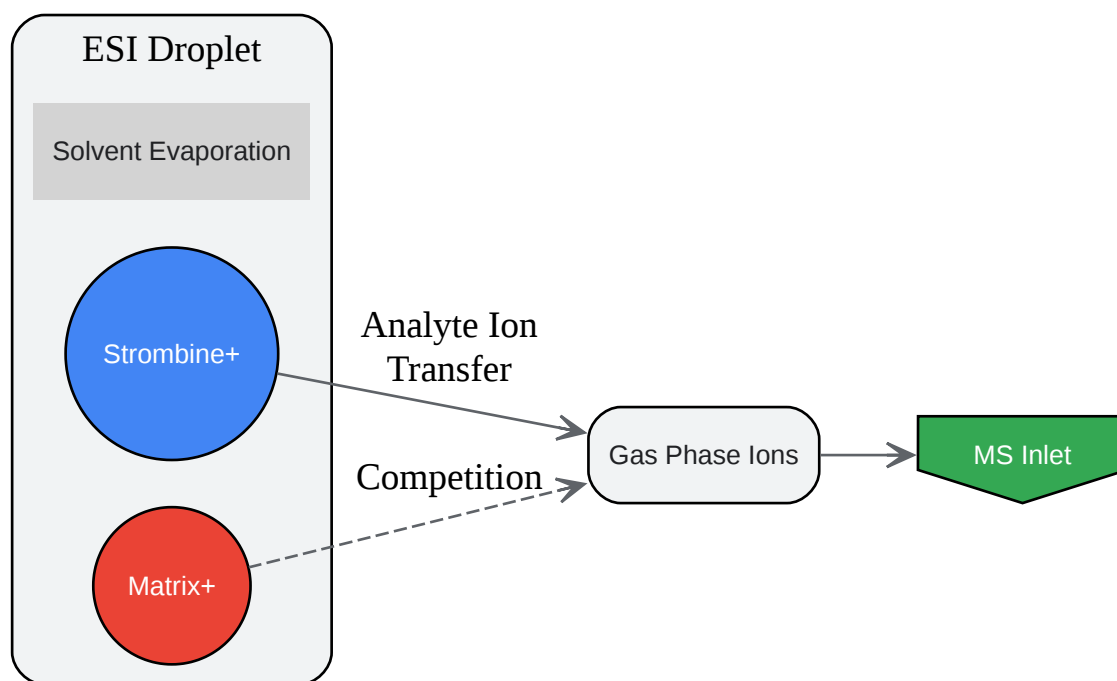 ESI Droplet
Solvent Evaporation
Strombine+
Analyte Ion
Transfer
Competition
Gas Phase Ions
MS Inlet
Matrix+